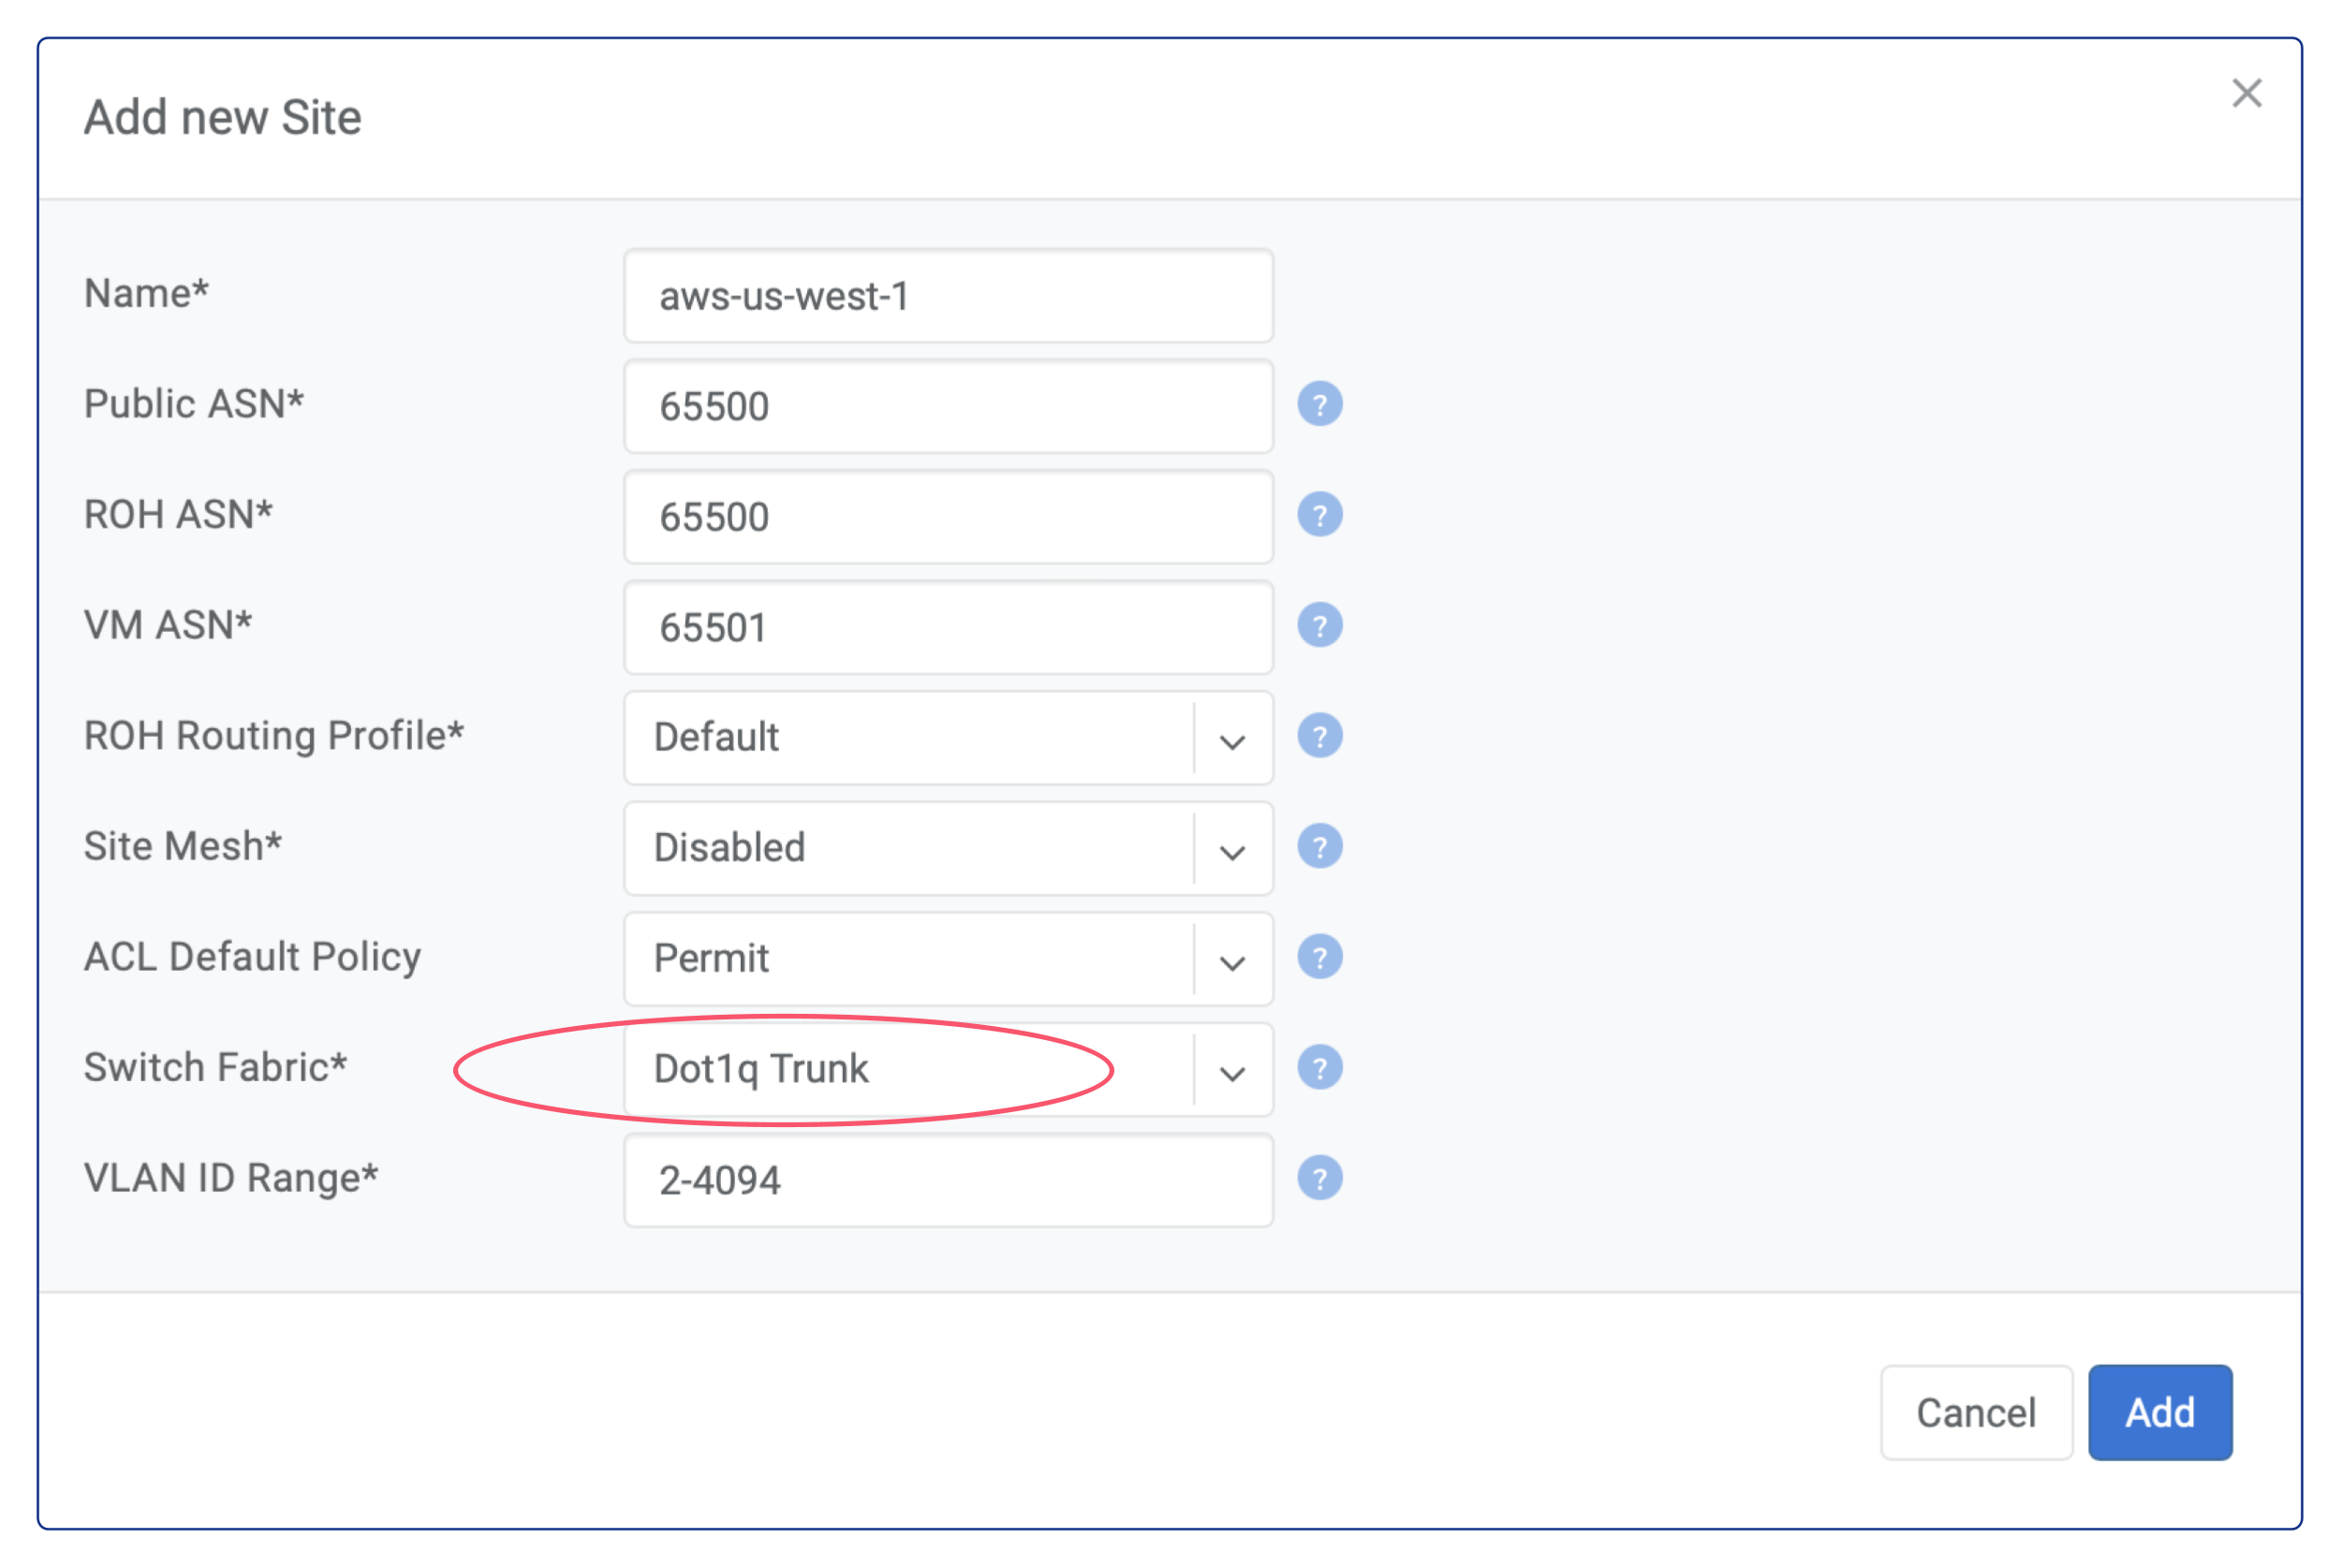 Add new Site
Name* aws-us-west-1
Public ASN* 65500 ?
ROH ASN* 65500 ?
VM ASN* 65501 ?
ROH Routing Profile* Default ?
Site Mesh* Disabled ?
ACL Default Policy Permit ?
Switch Fabric* Dot1q Trunk ?
VLAN ID Range* 2-4094 ?
Cancel Add